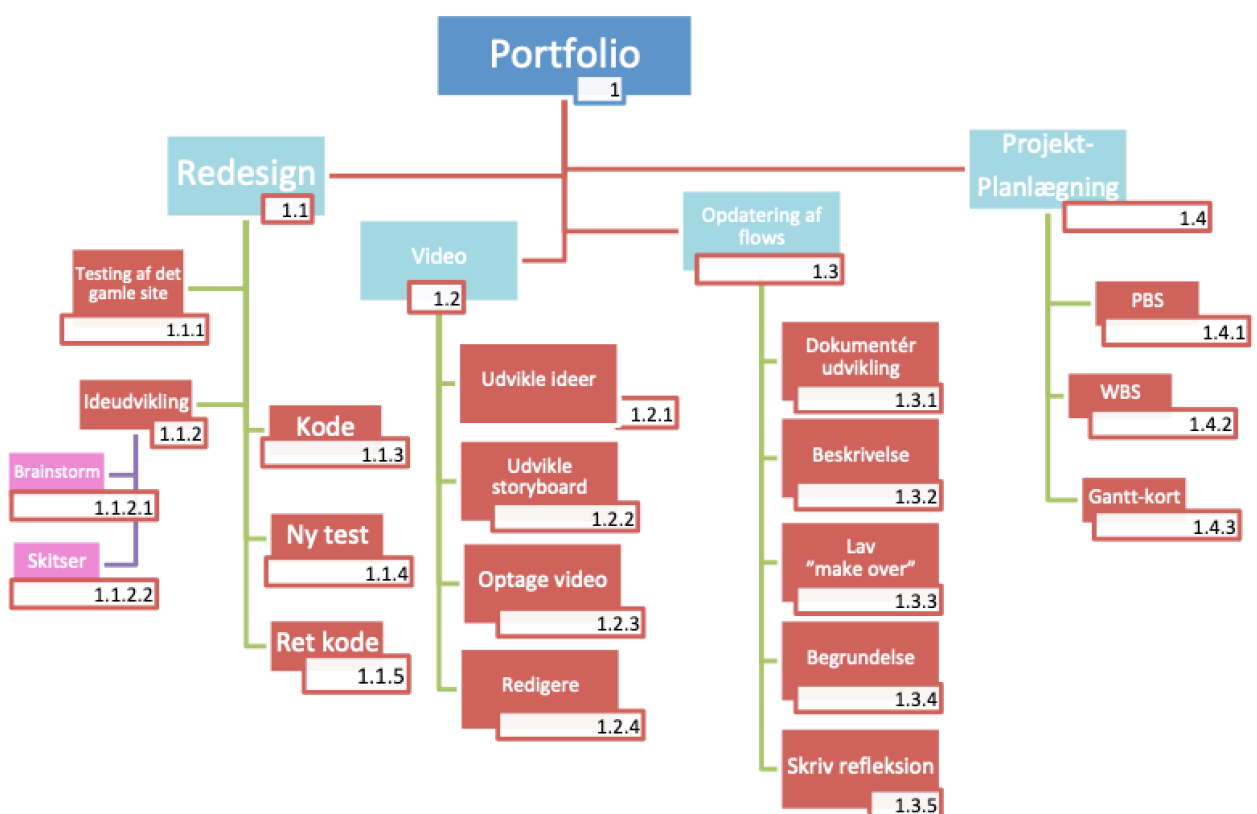 Portfolio
1
Redesign
1.1
Testing af det
gamle site
1.1.1
Ideudvikling
1.1.2
Brainstorm
1.1.2.1
Skitser
1.1.2.2
Kode
1.1.3
Ny test
1.1.4
Ret kode
1.1.5
Video
1.2
Udvikle ideer
1.2.1
Udvikle
storyboard
1.2.2
Optage video
1.2.3
Redigere
1.2.4
Opdatering af
flows
1.3
Dokumentér
udvikling
1.3.1
Beskrivelse
1.3.2
Lav
”make over”
1.3.3
Begrundelse
1.3.4
Skriv refleksion
1.3.5
Projekt-
Planlægning
1.4
PBS
1.4.1
WBS
1.4.2
Gantt-kort
1.4.3